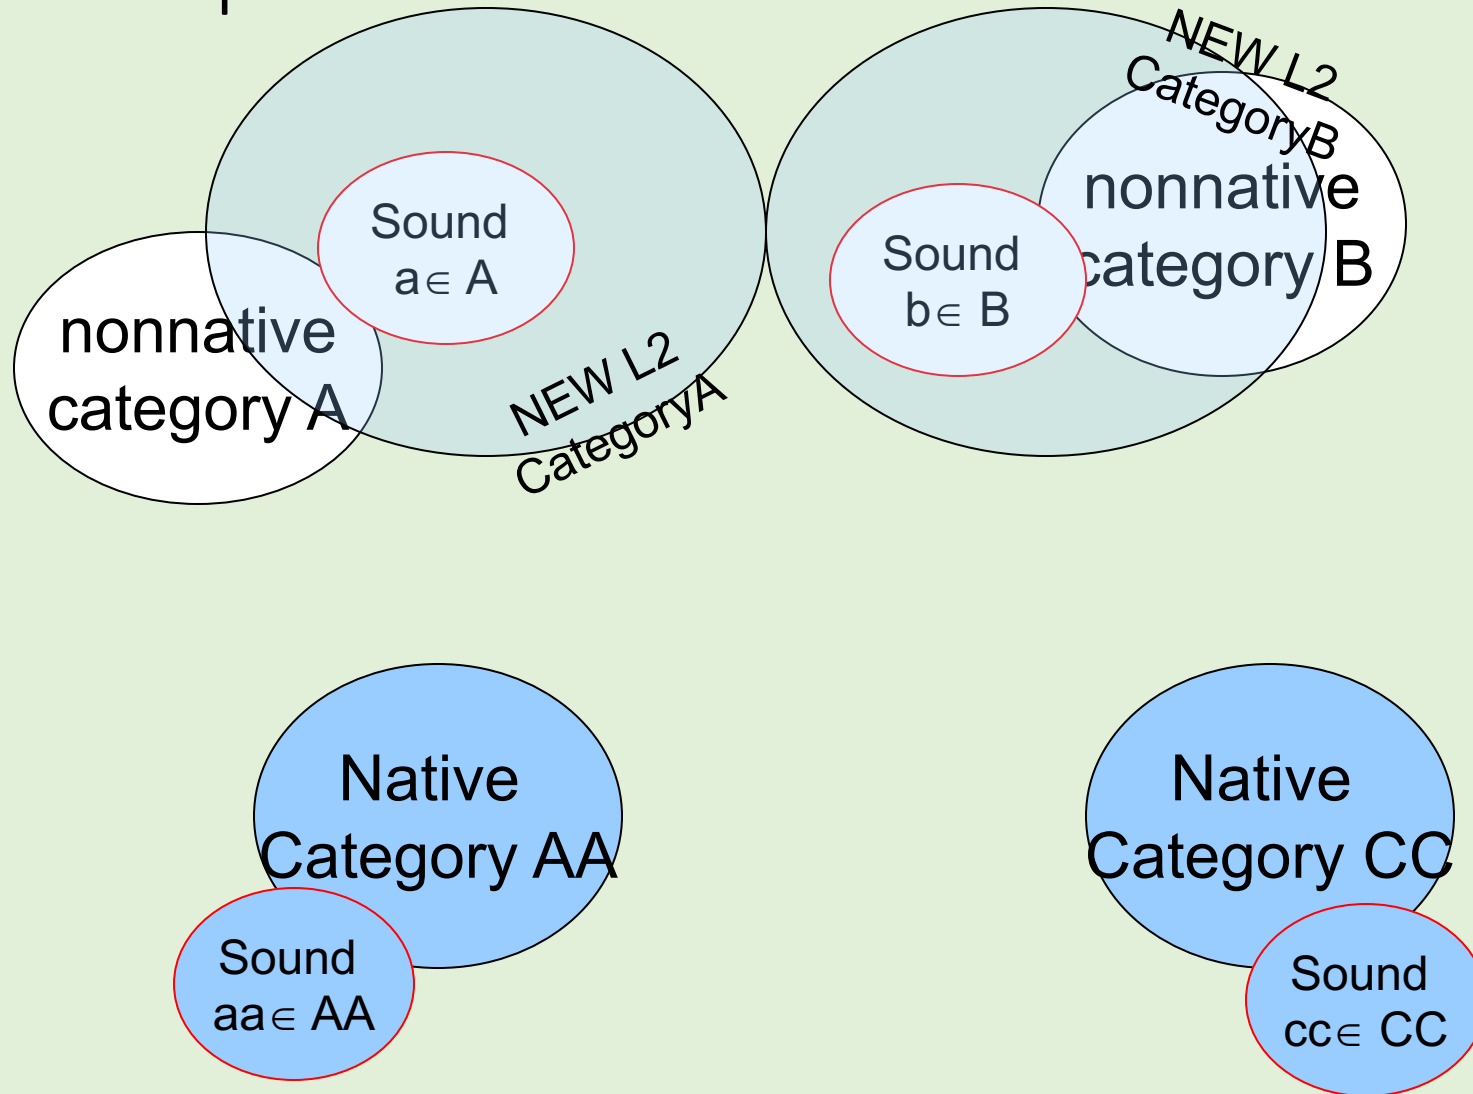 NEW L2
CategoryB
Sound
a∈ A
nonnative
category B
Sound
b∈ B
nonnative
category A
NEW L2
CategoryA
Native
Category AA
Native
Category CC
Sound
aa∈ AA
Sound
cc∈ CC